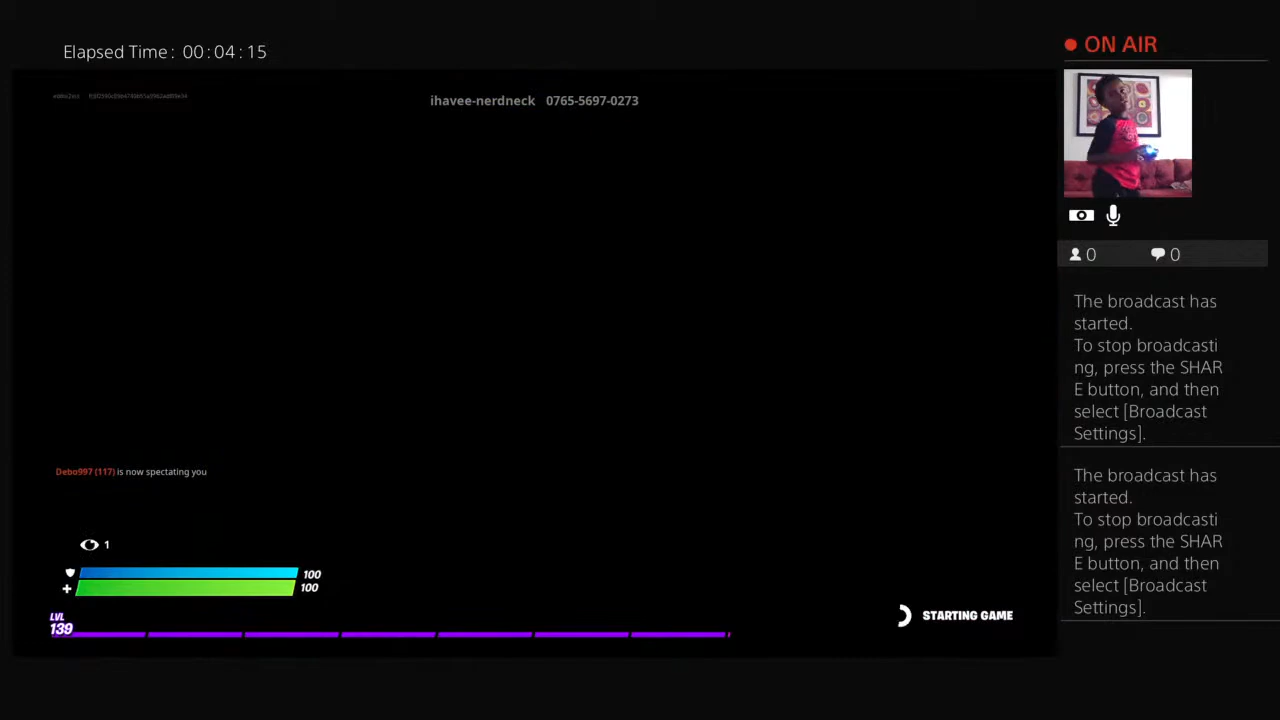 Elapsed Time: 00:04:15
ON AIR
ihavee-nerdneck 0765-5697-0273
0
0
The broadcast has
started.
To stop broadcasti
ng, press the SHAR
E button, and then
select [Broadcast
Settings].
The broadcast has
started.
To stop broadcasti
ng, press the SHAR
E button, and then
select [Broadcast
Settings].
Debo997 (117) is now spectating you
1
100
100
LVL
139
STARTING GAME